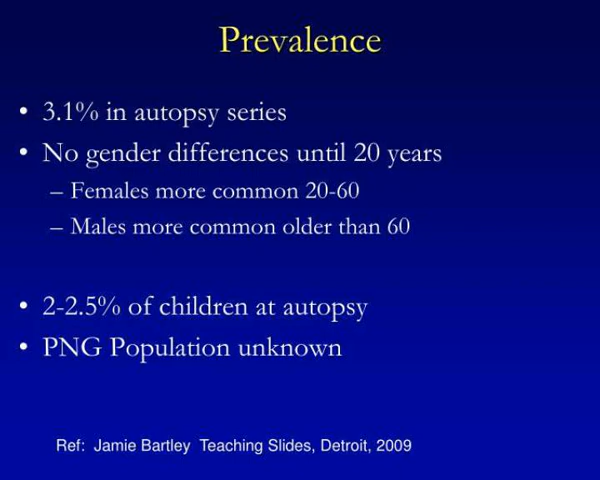 Prevalence
• 3.1% in autopsy series
• No gender differences until 20 years
– Females more common 20-60
– Males more common older than 60
• 2-2.5% of children at autopsy
• PNG Population unknown
Ref: Jamie Bartley Teaching Slides, Detroit, 2009